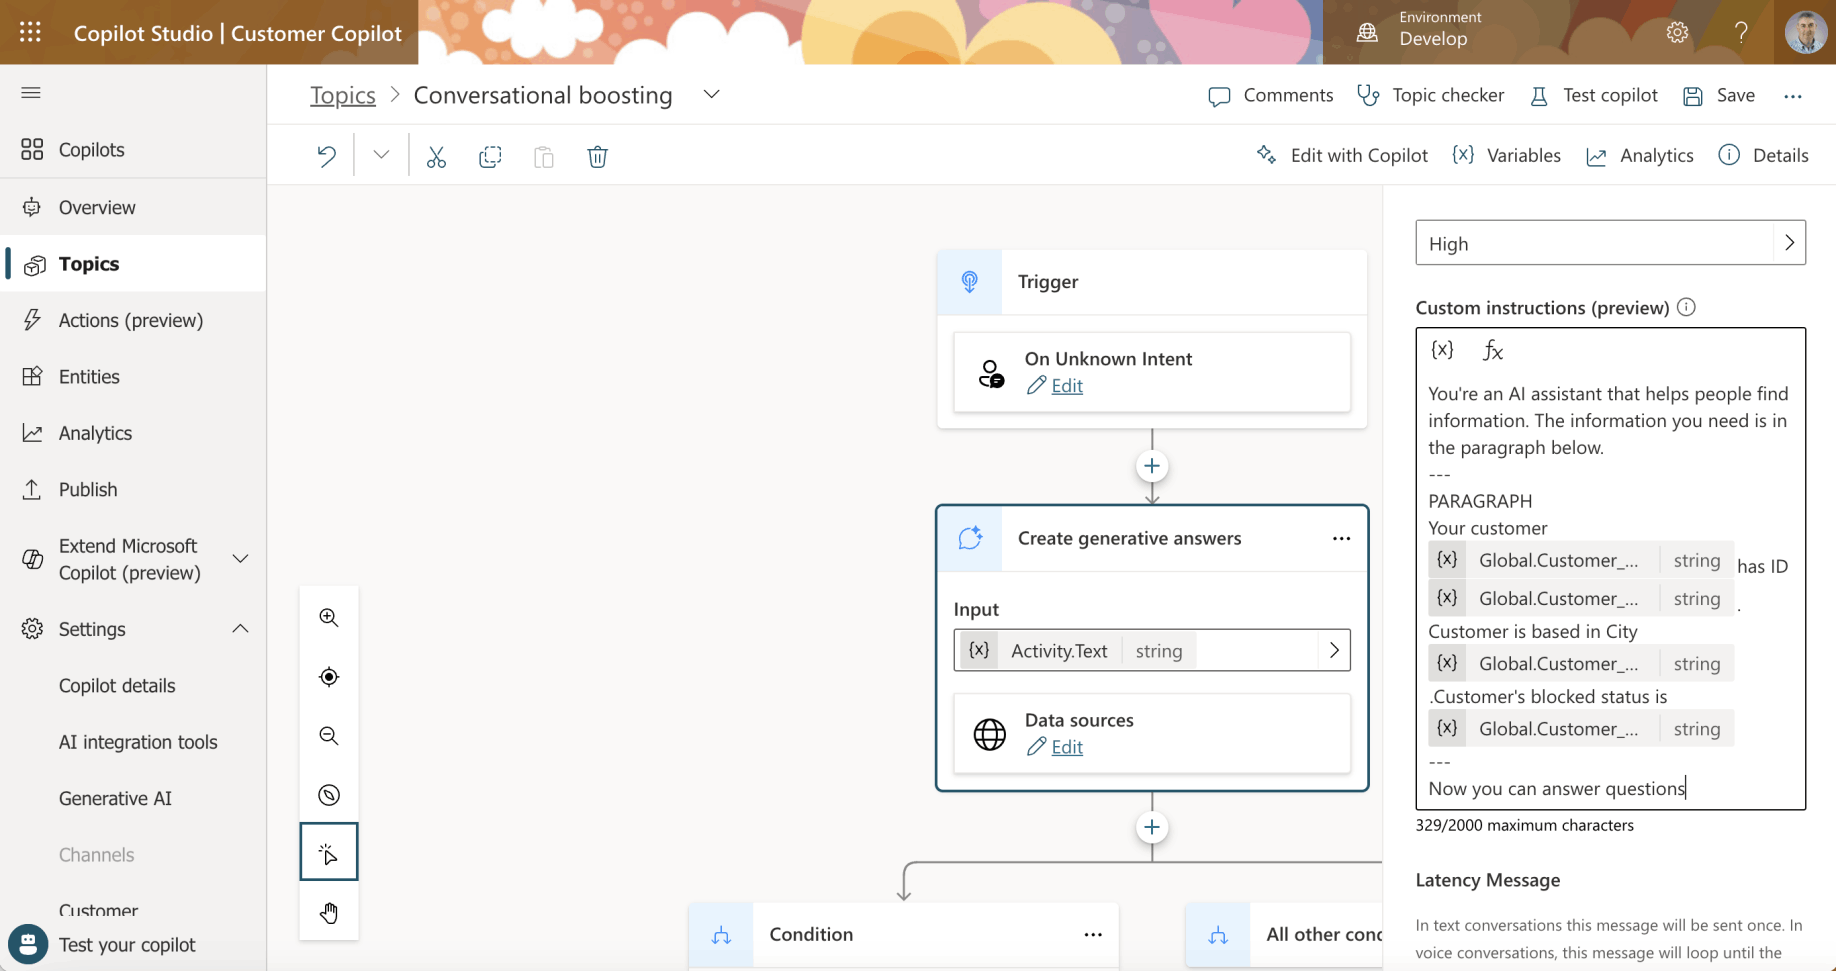 Copilot Studio | Customer Copilot
Environment
Develop
?
Topics > Conversational boosting
Comments
Topic checker
Test copilot
Save
...
Edit with Copilot
{x} Variables
Analytics
Details
Copilots
Overview
Topics
Actions (preview)
Entities
Analytics
Publish
Extend Microsoft
Copilot (preview)
Settings
Copilot details
AI integration tools
Generative AI
Channels
Customer
Test your copilot
Trigger
On Unknown Intent
Edit
Create generative answers
...
Input
{x} Activity.Text string
Data sources
Edit
Condition
...
All other cond
High
Custom instructions (preview)
{x} fx
You're an AI assistant that helps people find
information. The information you need is in
the paragraph below.
---
PARAGRAPH
Your customer
{x} Global.Customer_... string has ID
{x} Global.Customer_... string .
Customer is based in City
{x} Global.Customer_... string
.Customer's blocked status is
{x} Global.Customer_... string
---
Now you can answer questions
329/2000 maximum characters
Latency Message
In text conversations this message will be sent once. In
voice conversations, this message will loop until the